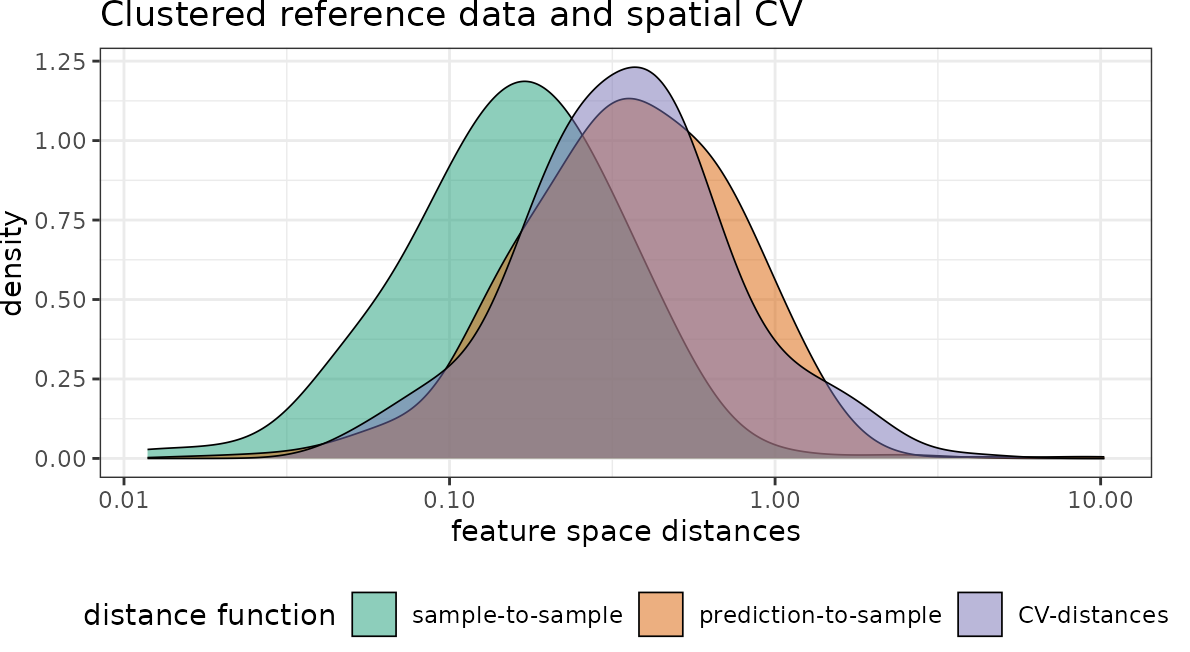 Clustered reference data and spatial CV
1.25
1.00
0.75
0.50
0.25
0.00
density
0.01 0.10 1.00 10.00
feature space distances
distance function sample-to-sample prediction-to-sample CV-distances